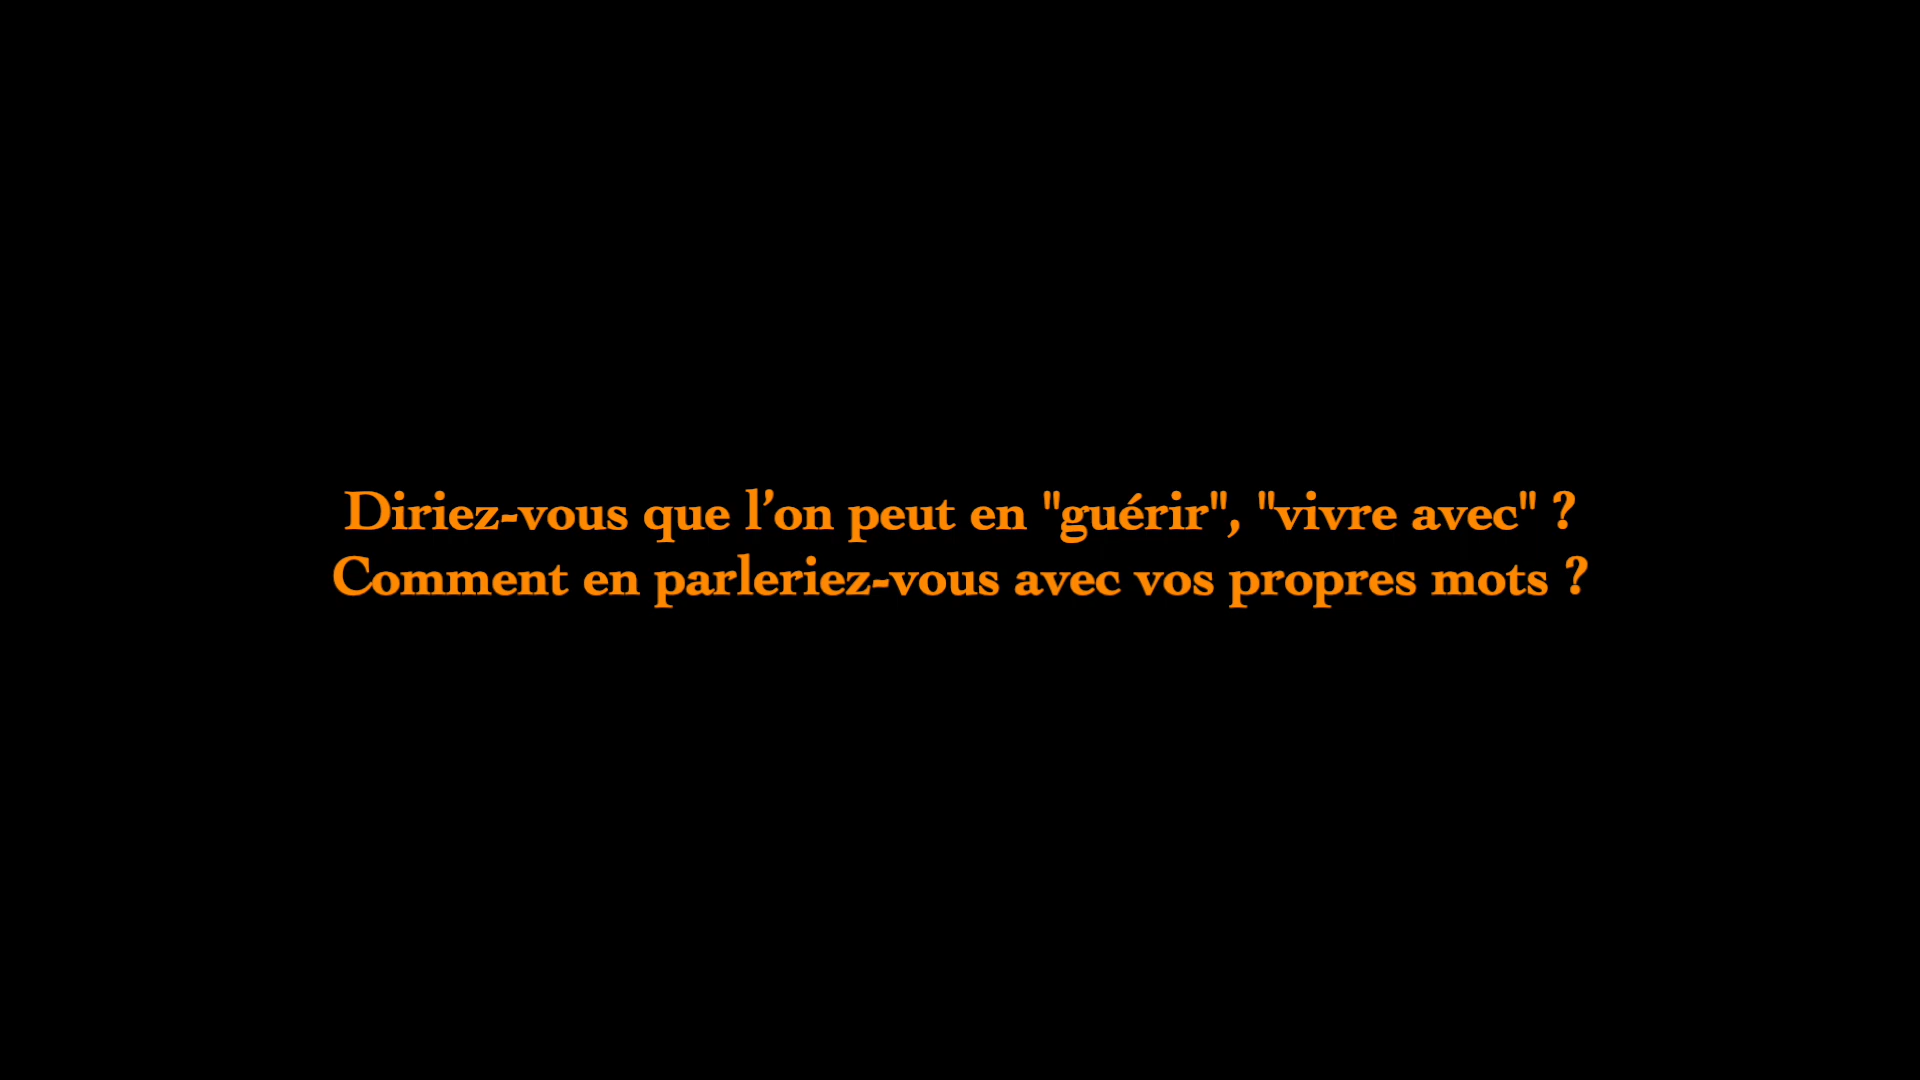 Diriez-vous que l’on peut en "guérir", "vivre avec" ?
Comment en parleriez-vous avec vos propres mots ?